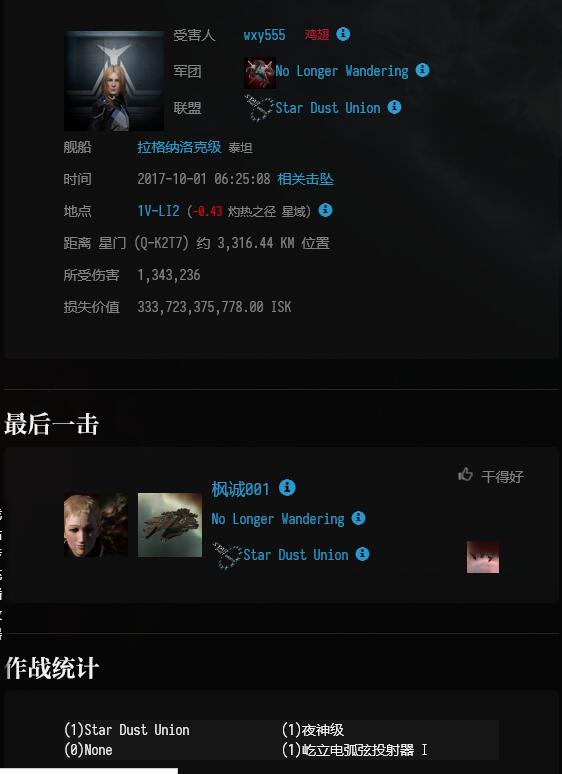 受害人 wxy555 鸡翅
军团 No Longer Wandering
联盟 Star Dust Union
舰船 拉格纳洛克级 泰坦
时间 2017-10-01 06:25:08 相关击坠
地点 1V-LI2 (-0.43 灼热之径 星域)
距离 星门 (Q-K2T7) 约 3,316.44 KM 位置
所受伤害 1,343,236
损失价值 333,723,375,778.00 ISK
最后一击
干得好
枫诚001
No Longer Wandering
Star Dust Union
作战统计
(1)Star Dust Union (1)夜神级
(0)None (1)屹立电弧弦投射器 I